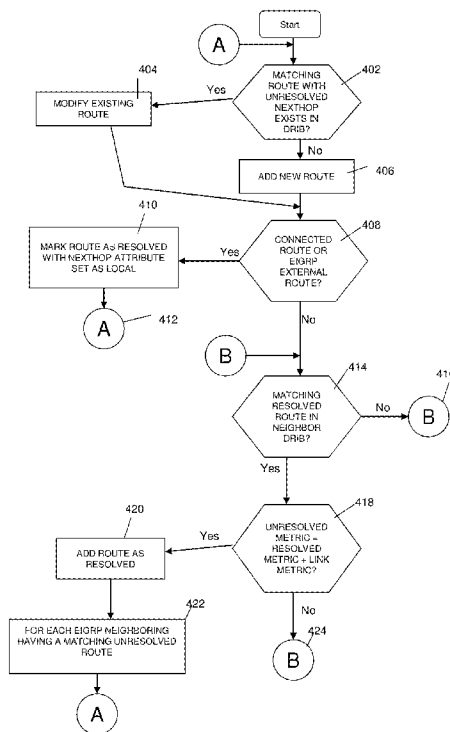 Start
A
404
402
MATCHING
ROUTE WITH
UNRESOLVED
NEXTHOP
EXISTS IN
DRIB?
Yes
MODIFY EXISTING
ROUTE
No
ADD NEW ROUTE
406
410
408
MARK ROUTE AS RESOLVED
WITH NEXTHOP ATTRIBUTE
SET AS LOCAL
Yes
CONNECTED
ROUTE OR
EIGRP
EXTERNAL
ROUTE?
A
412
No
B
414
MATCHING
RESOLVED
ROUTE IN
NEIGHBOR
DRIB?
No
B
Yes
418
420
UNRESOLVED
METRIC =
RESOLVED
METRIC + LINK
METRIC?
Yes
ADD ROUTE AS
RESOLVED
422
No
FOR EACH EIGRP NEIGHBORING
HAVING A MATCHING UNRESOLVED
ROUTE
B
424
A